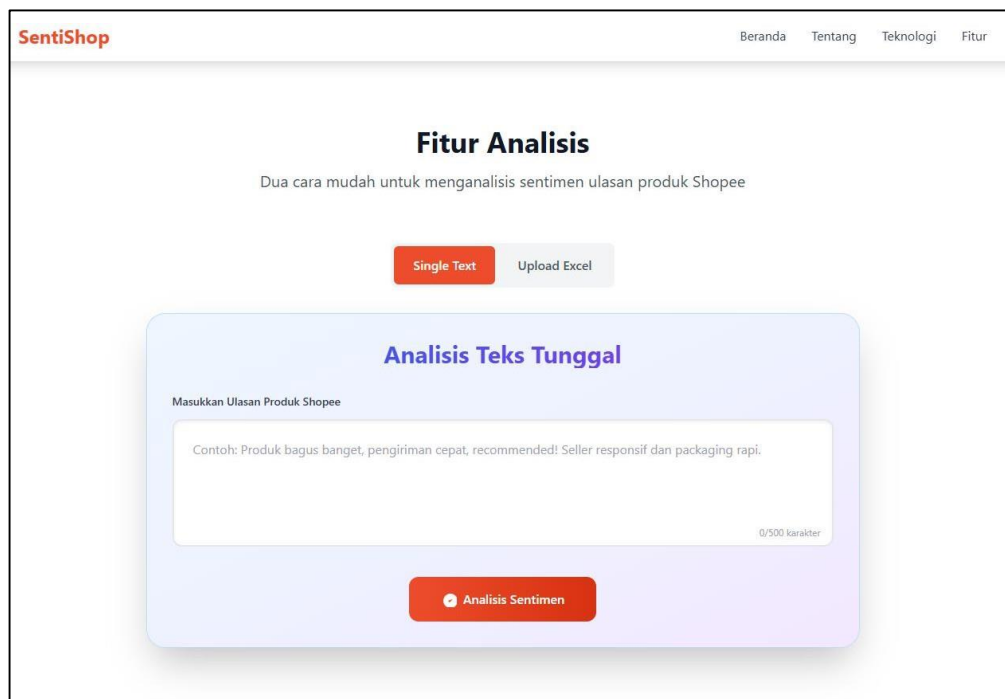 SentiShop
Beranda Tentang Teknologi Fitur
Fitur Analisis
Dua cara mudah untuk menganalisis sentimen ulasan produk Shopee
Single Text Upload Excel
Analisis Teks Tunggal
Masukkan Ulasan Produk Shopee
Contoh: Produk bagus banget, pengiriman cepat, recommended! Seller responsif dan packaging rapi.
0/500 karakter
Analisis Sentimen